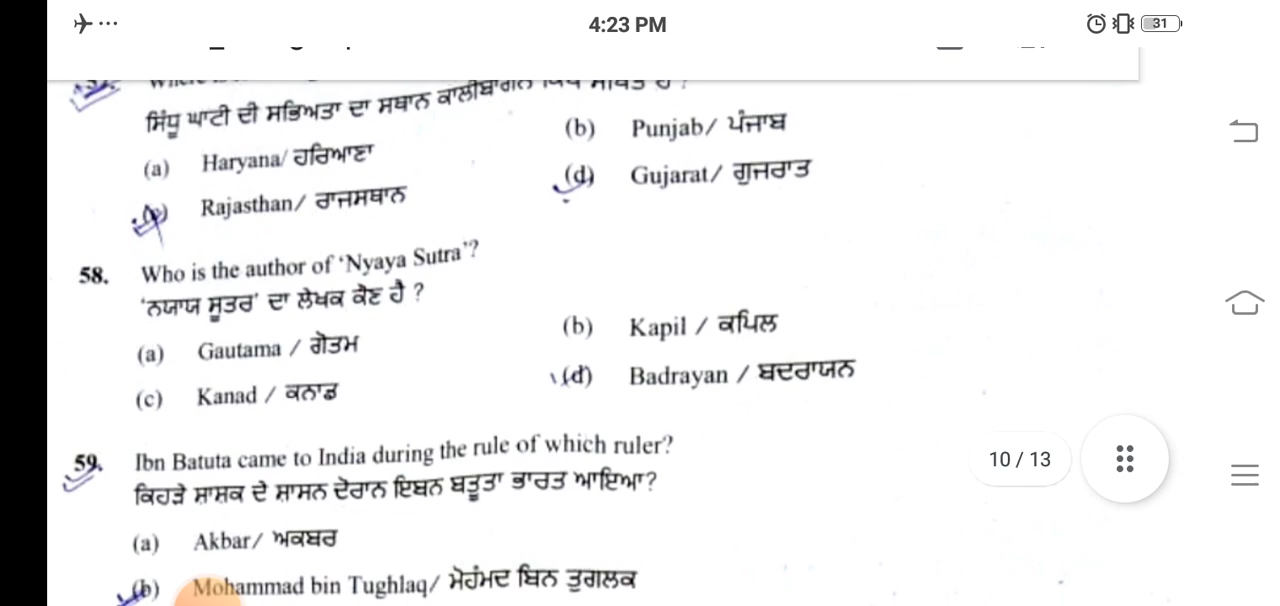 4:23 PM
31
ਸਿੰਧੂ ਘਾਟੀ ਦੀ ਸਭਿਅਤਾ ਦਾ ਸਥਾਨ ਕਾਲੀਬਾਂਗਨ
(a) Haryana/ ਹਰਿਆਣਾ
(b) Punjab/ ਪੰਜਾਬ
Rajasthan/ ਰਾਜਸਥਾਨ
(d) Gujarat/ ਗੁਜਰਾਤ
58. Who is the author of ‘Nyaya Sutra’?
‘ਨਯਾਯ ਸੂਤਰ’ ਦਾ ਲੇਖਕ ਕੌਣ ਹੈ ?
(a) Gautama / ਗੌਤਮ
(b) Kapil / ਕਪਿਲ
(c) Kanad / ਕਨਾਡ
(d) Badrayan / ਬਦਰਾਯਨ
59. Ibn Batuta came to India during the rule of which ruler?
ਕਿਹੜੇ ਸ਼ਾਸ਼ਕ ਦੇ ਸ਼ਾਸਨ ਦੌਰਾਨ ਇਬਨ ਬਤੂਤਾ ਭਾਰਤ ਆਇਆ?
10 / 13
(a) Akbar/ ਅਕਬਰ
(b) Mohammad bin Tughlaq/ ਮੋਹੰਮਦ ਬਿਨ ਤੁਗਲਕ